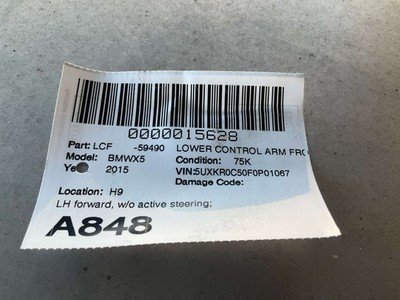 0000015628
Part: LCF -59490 LOWER CONTROL ARM FRO
Model: BMWX5 Condition: 75K
Ye 2015 VIN:5UXKR0C50F0P01067
Damage Code:
Location: H9
LH forward, w/o active steering;
A848